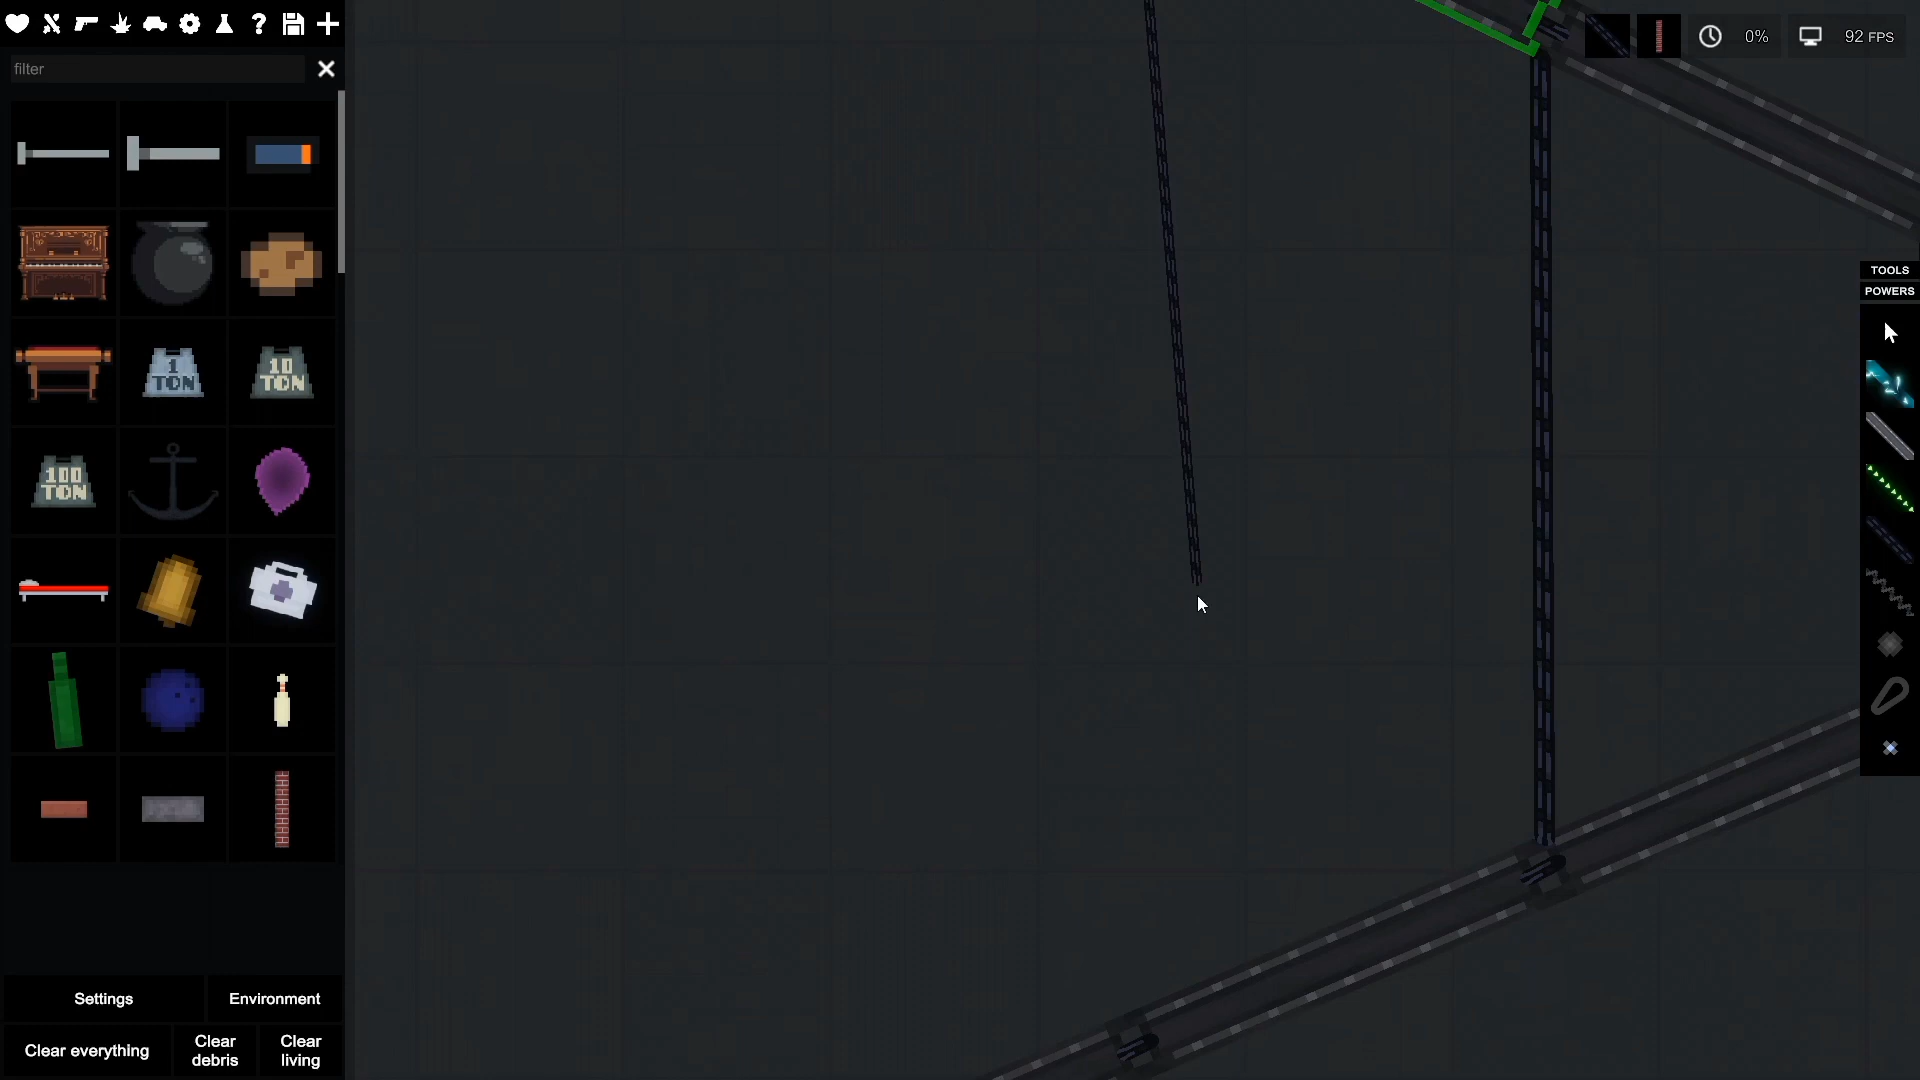 filter
0%
92 FPS
TOOLS
POWERS
1
TON
10
TON
100
TON
Settings
Environment
Clear everything
Clear
debris
Clear
living